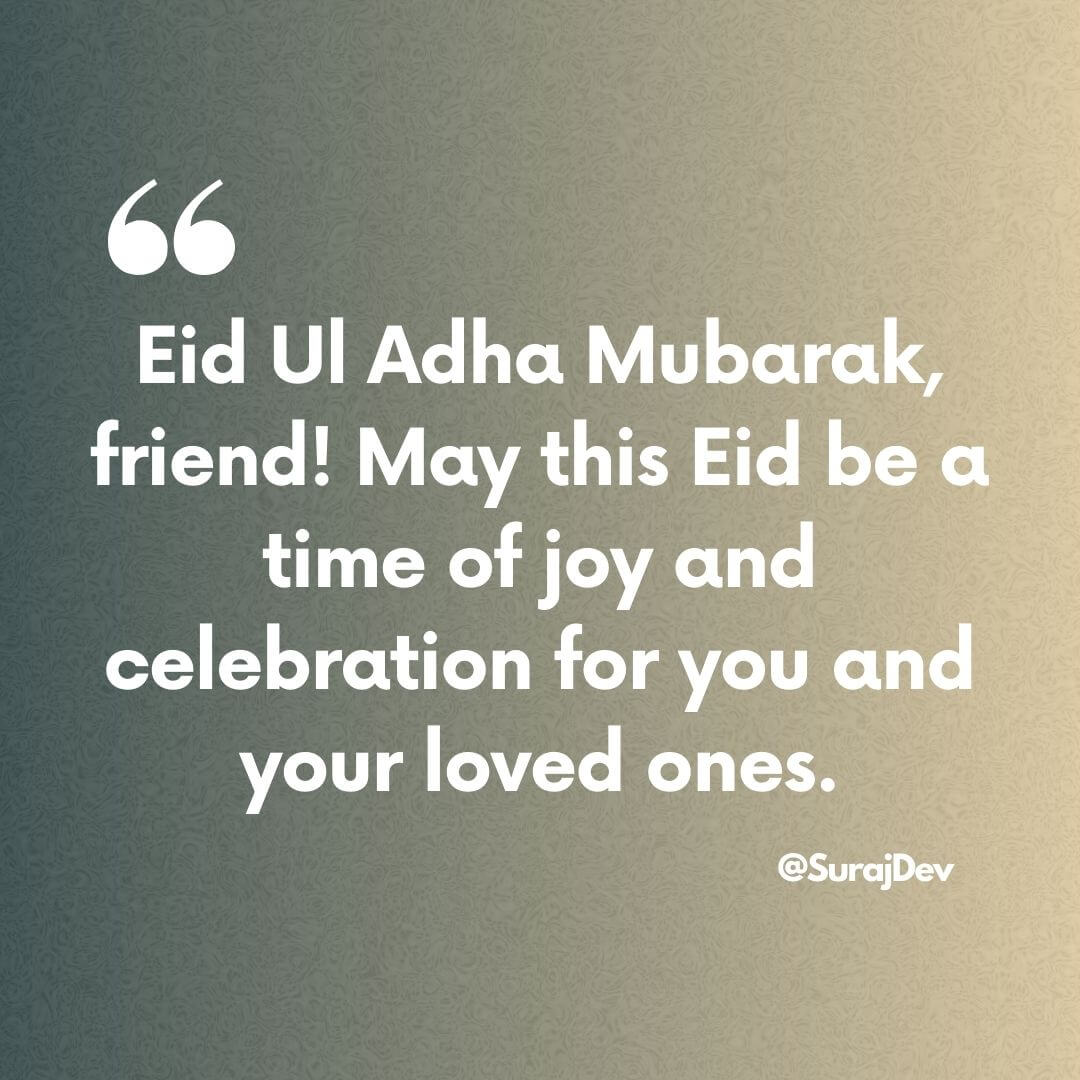 “
Eid Ul Adha Mubarak,
friend! May this Eid be a
time of joy and
celebration for you and
your loved ones.
@SurajDev